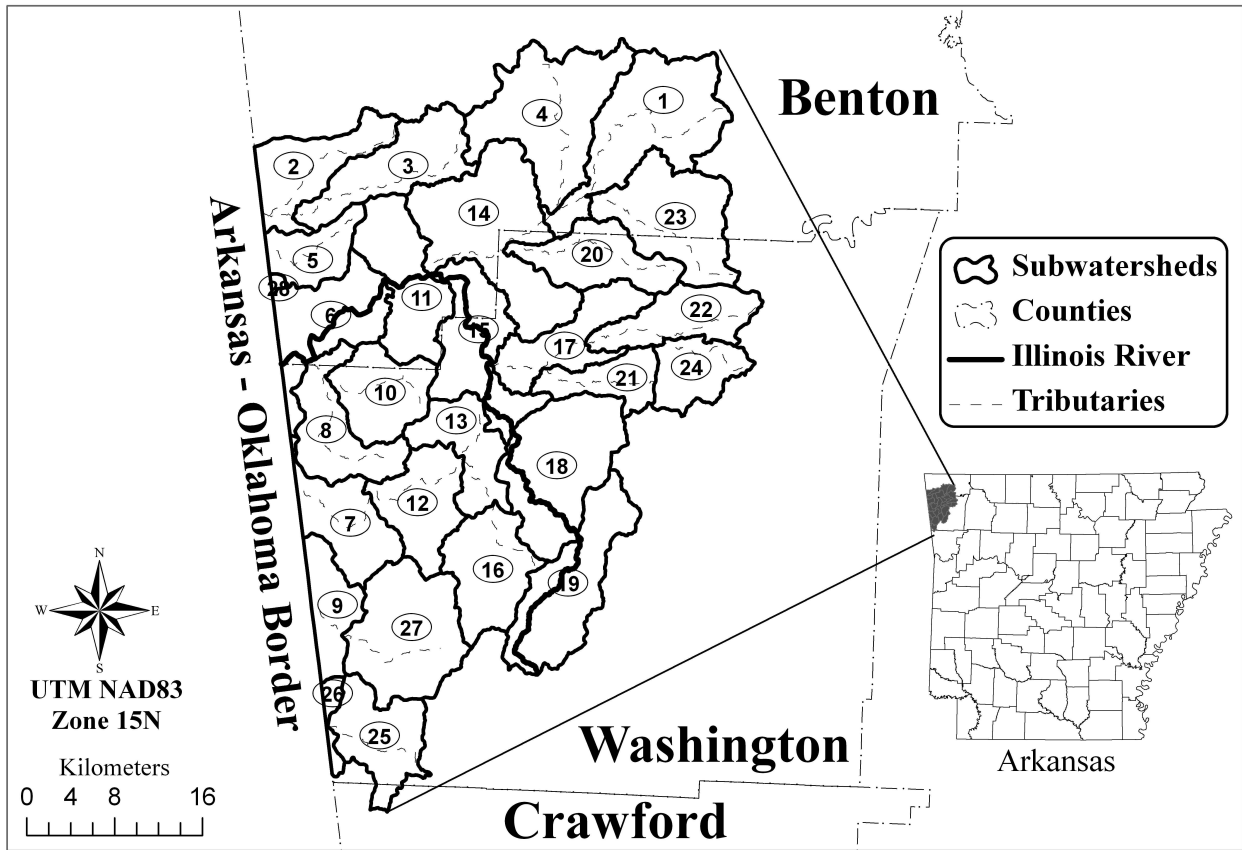 Benton
1
4
2
3
14
23
5
20
28
11
6
22
15
17
24
21
10
13
8
18
12
7
16
19
9
27
26
25
Arkansas - Oklahoma Border
Subwatersheds
Counties
Illinois River
Tributaries
N
W
E
S
UTM NAD83
Zone 15N
Kilometers
0 4 8 16
Washington
Crawford
Arkansas